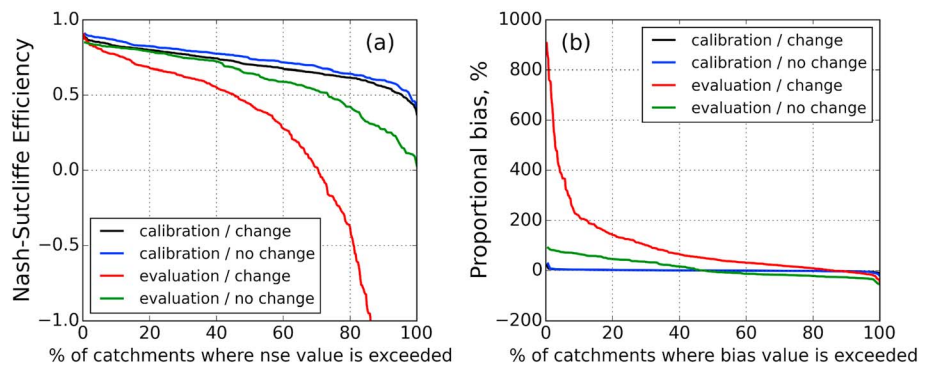 (a)
Nash-Sutcliffe Efficiency
1.0
0.5
0.0
−0.5
−1.0
calibration / change
calibration / no change
evaluation / change
evaluation / no change
0 20 40 60 80 100
% of catchments where nse value is exceeded
(b)
Proportional bias, %
1000
800
600
400
200
0
−200
calibration / change
calibration / no change
evaluation / change
evaluation / no change
0 20 40 60 80 100
% of catchments where bias value is exceeded